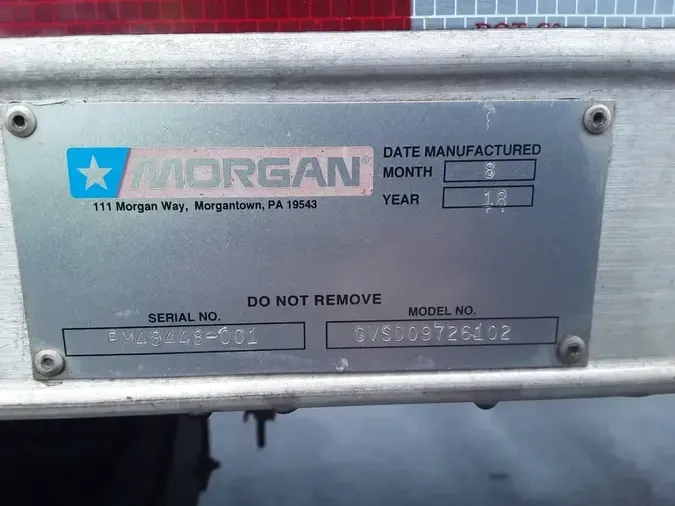 MORGAN®
111 Morgan Way, Morgantown, PA 19543
DATE MANUFACTURED
MONTH 8
YEAR 18
DO NOT REMOVE
SERIAL NO.
PM48448-001
MODEL NO.
GVSD09726102